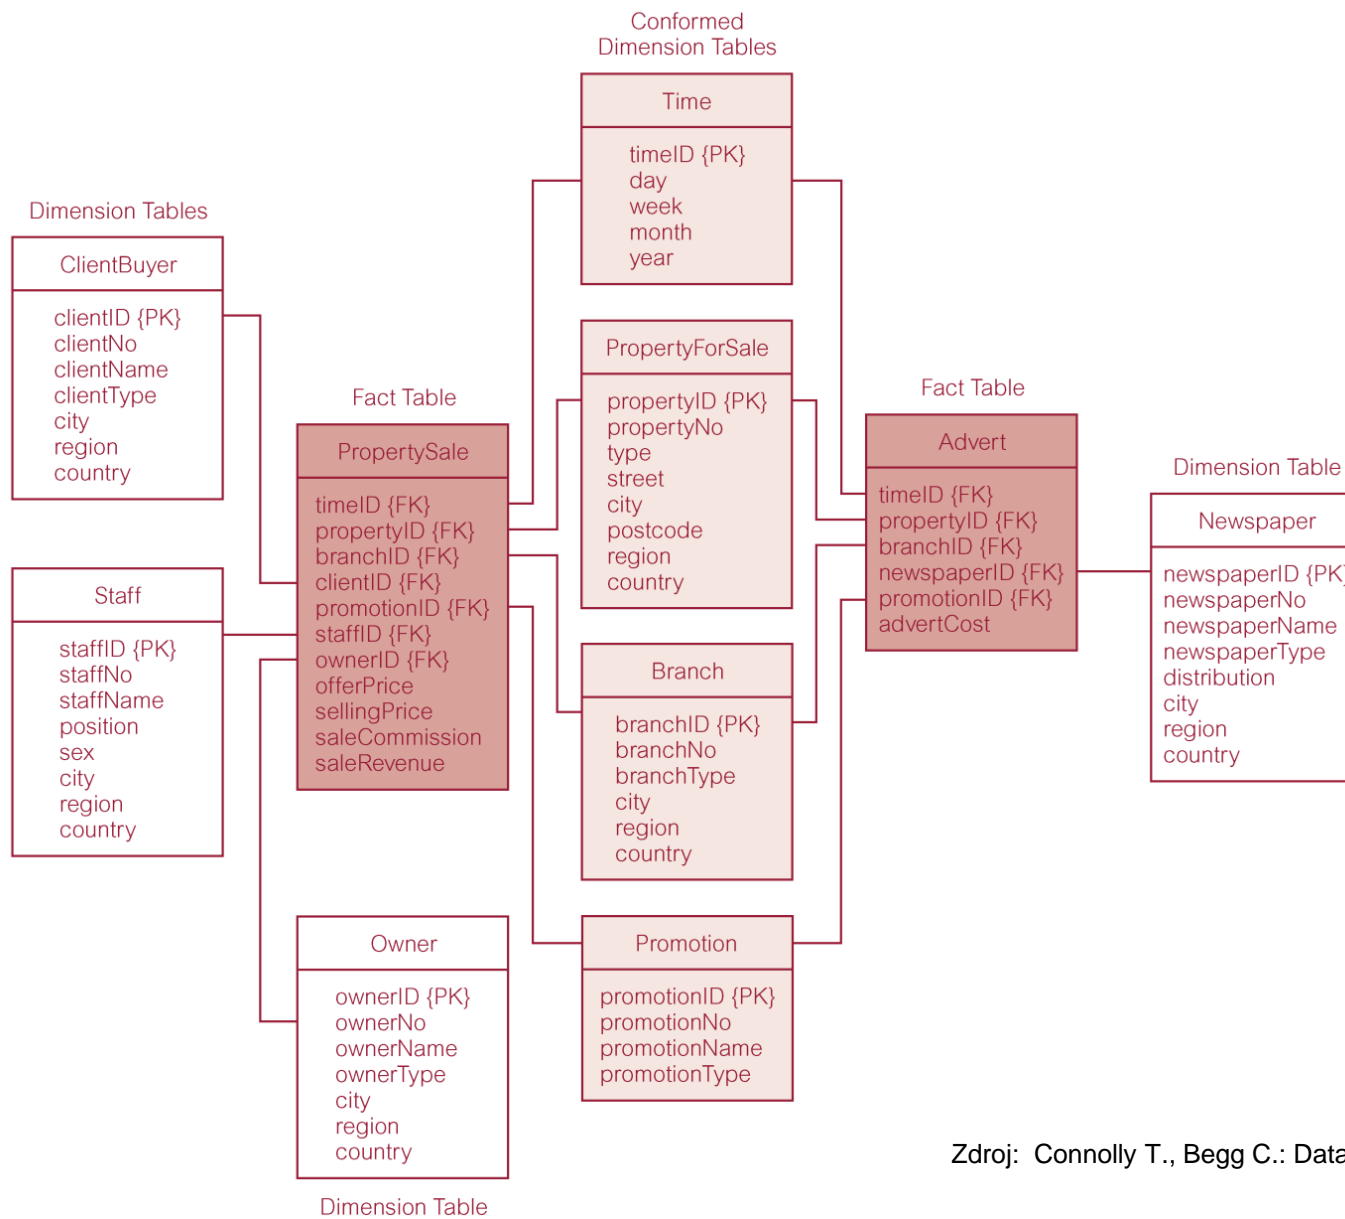 Conformed
Dimension Tables
Time
timeID {PK}
day
week
month
year
Dimension Tables
ClientBuyer
clientID {PK}
clientNo
clientName
clientType
city
region
country
PropertyForSale
propertyID {PK}
propertyNo
type
street
city
postcode
region
country
Fact Table
PropertySale
timeID {FK}
propertyID {FK}
branchID {FK}
clientID {FK}
promotionID {FK}
staffID {FK}
ownerID {FK}
offerPrice
sellingPrice
saleCommission
saleRevenue
Fact Table
Advert
timeID {FK}
propertyID {FK}
branchID {FK}
newspaperID {FK}
promotionID {FK}
advertCost
Dimension Table
Newspaper
newspaperID {PK}
newspaperNo
newspaperName
newspaperType
distribution
city
region
country
Staff
staffID {PK}
staffNo
staffName
position
sex
city
region
country
Branch
branchID {PK}
branchNo
branchType
city
region
country
Owner
ownerID {PK}
ownerNo
ownerName
ownerType
city
region
country
Dimension Table
Promotion
promotionID {PK}
promotionNo
promotionName
promotionType
Zdroj: Connolly T., Begg C.: Data